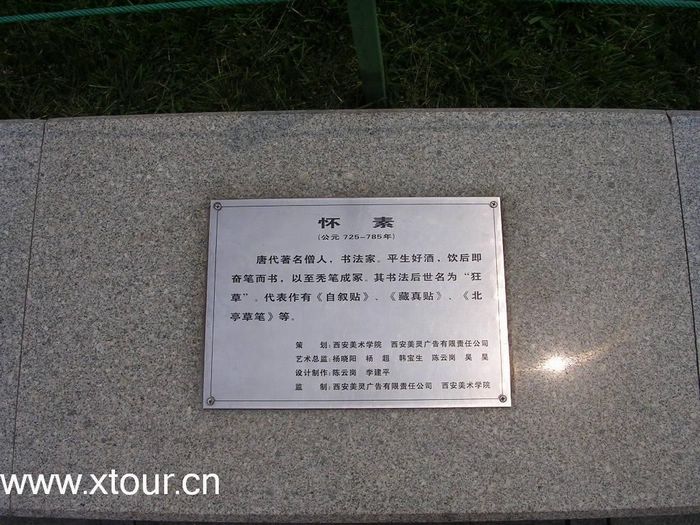 怀 素
(公元 725-785年)
唐代著名僧人，书法家。平生好酒，饮后即
奋笔而书，以至秃笔成冢。其书法后世名为“狂
草”。代表作有《自叙贴》、《藏真贴》、《北
亭草笔》等。
策 划：西安美术学院 西安美灵广告有限责任公司
艺术总监：杨晓阳 杨 超 韩宝生 陈云岗 吴 昊
设计制作：陈云岗 李建平
监 制：西安美灵广告有限责任公司 西安美术学院
www.xtour.cn